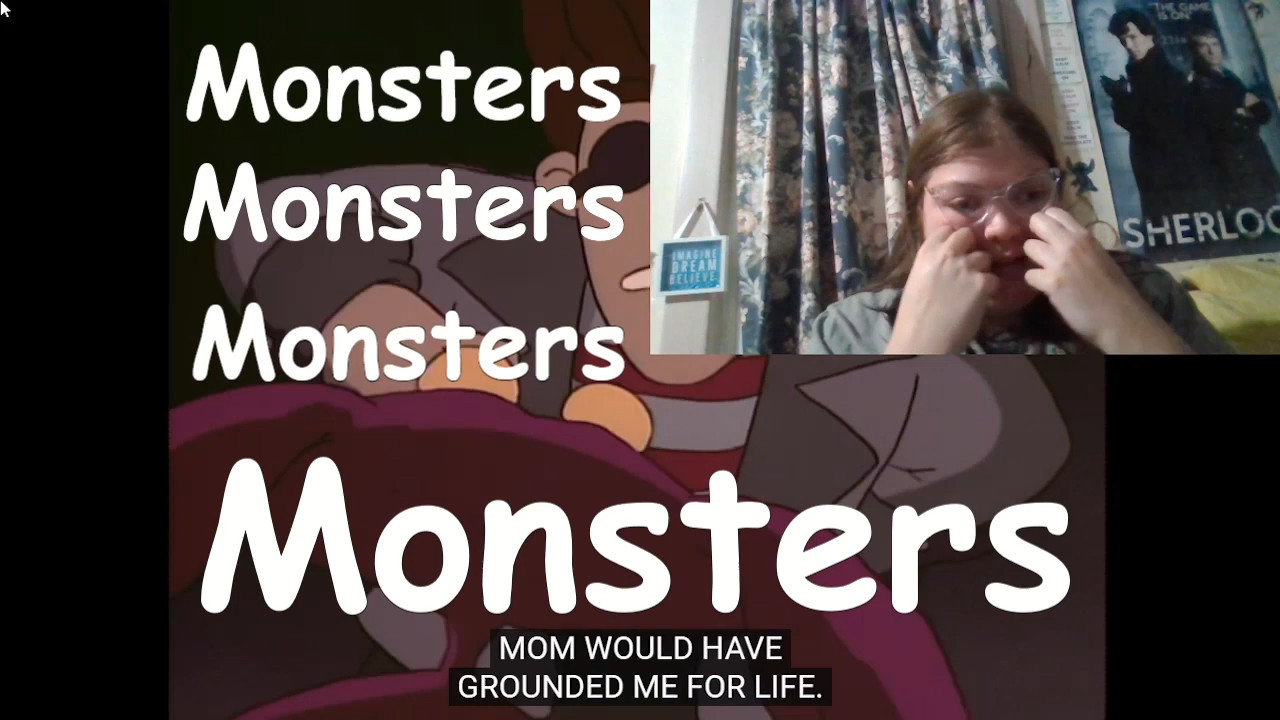 Monsters
Monsters
Monsters
Monsters
MOM WOULD HAVE
GROUNDED ME FOR LIFE.
"THE GAME
IS ON"
SHERLOC
IMAGINE
DREAM
BELIEVE